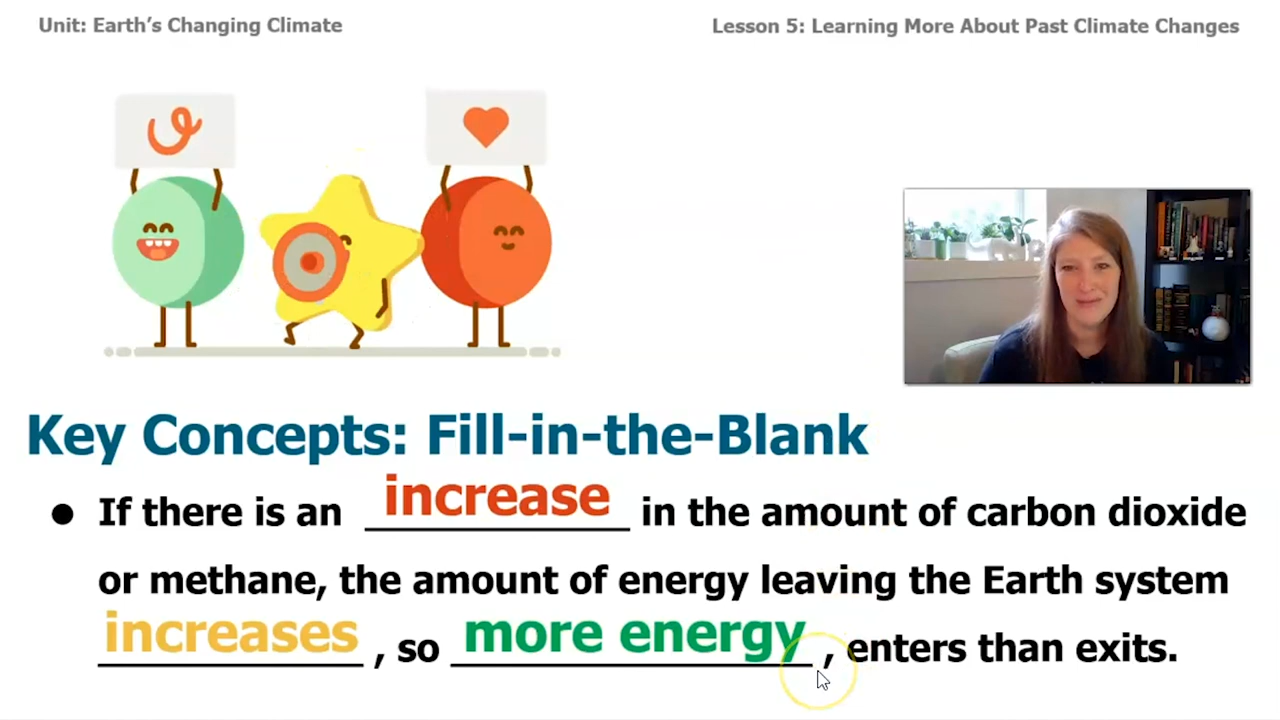 Unit: Earth's Changing Climate
Lesson 5: Learning More About Past Climate Changes
Key Concepts: Fill-in-the-Blank
● If there is an increase in the amount of carbon dioxide
or methane, the amount of energy leaving the Earth system
increases, so more energy, enters than exits.